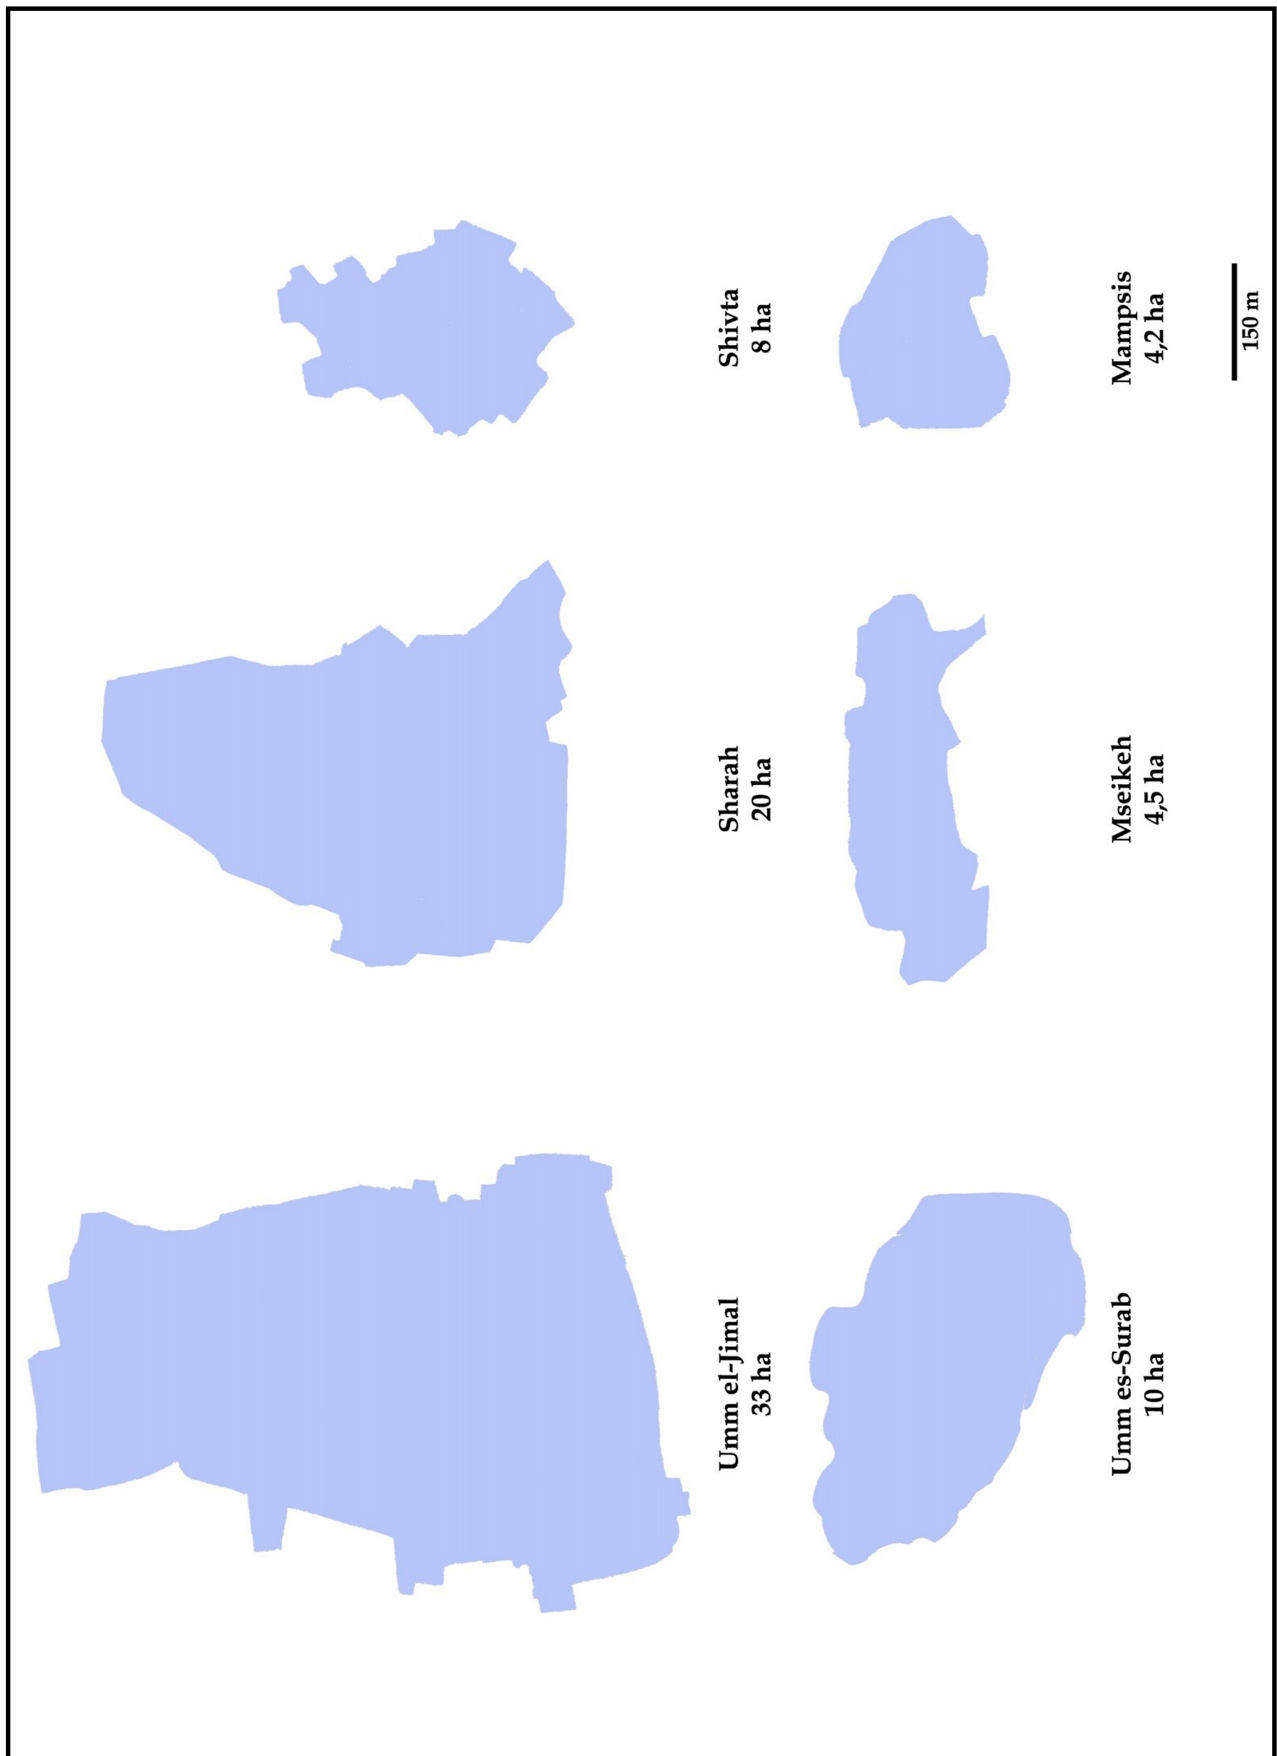 Umm el-Jimal
33 ha
Sharah
20 ha
Shivta
8 ha
Umm es-Surab
10 ha
Mseikeh
4,5 ha
Mampsis
4,2 ha
150 m